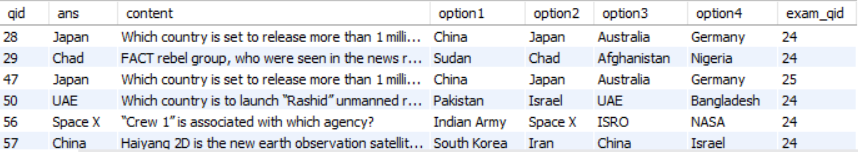 qid ans content option1 option2 option3 option4 exam_qid
28 Japan Which country is set to release more than 1 milli... China Japan Australia Germany 24
29 Chad FACT rebel group, who were seen in the news r... Sudan Chad Afghanistan Nigeria 24
47 Japan Which country is set to release more than 1 milli... China Japan Australia Germany 25
50 UAE Which country is to launch “Rashid” unmanned r... Pakistan Israel UAE Bangladesh 24
56 Space X “Crew 1” is associated with which agency? Indian Army Space X ISRO NASA 24
57 China Haiyang 2D is the new earth observation satellit... South Korea Iran China Israel 24